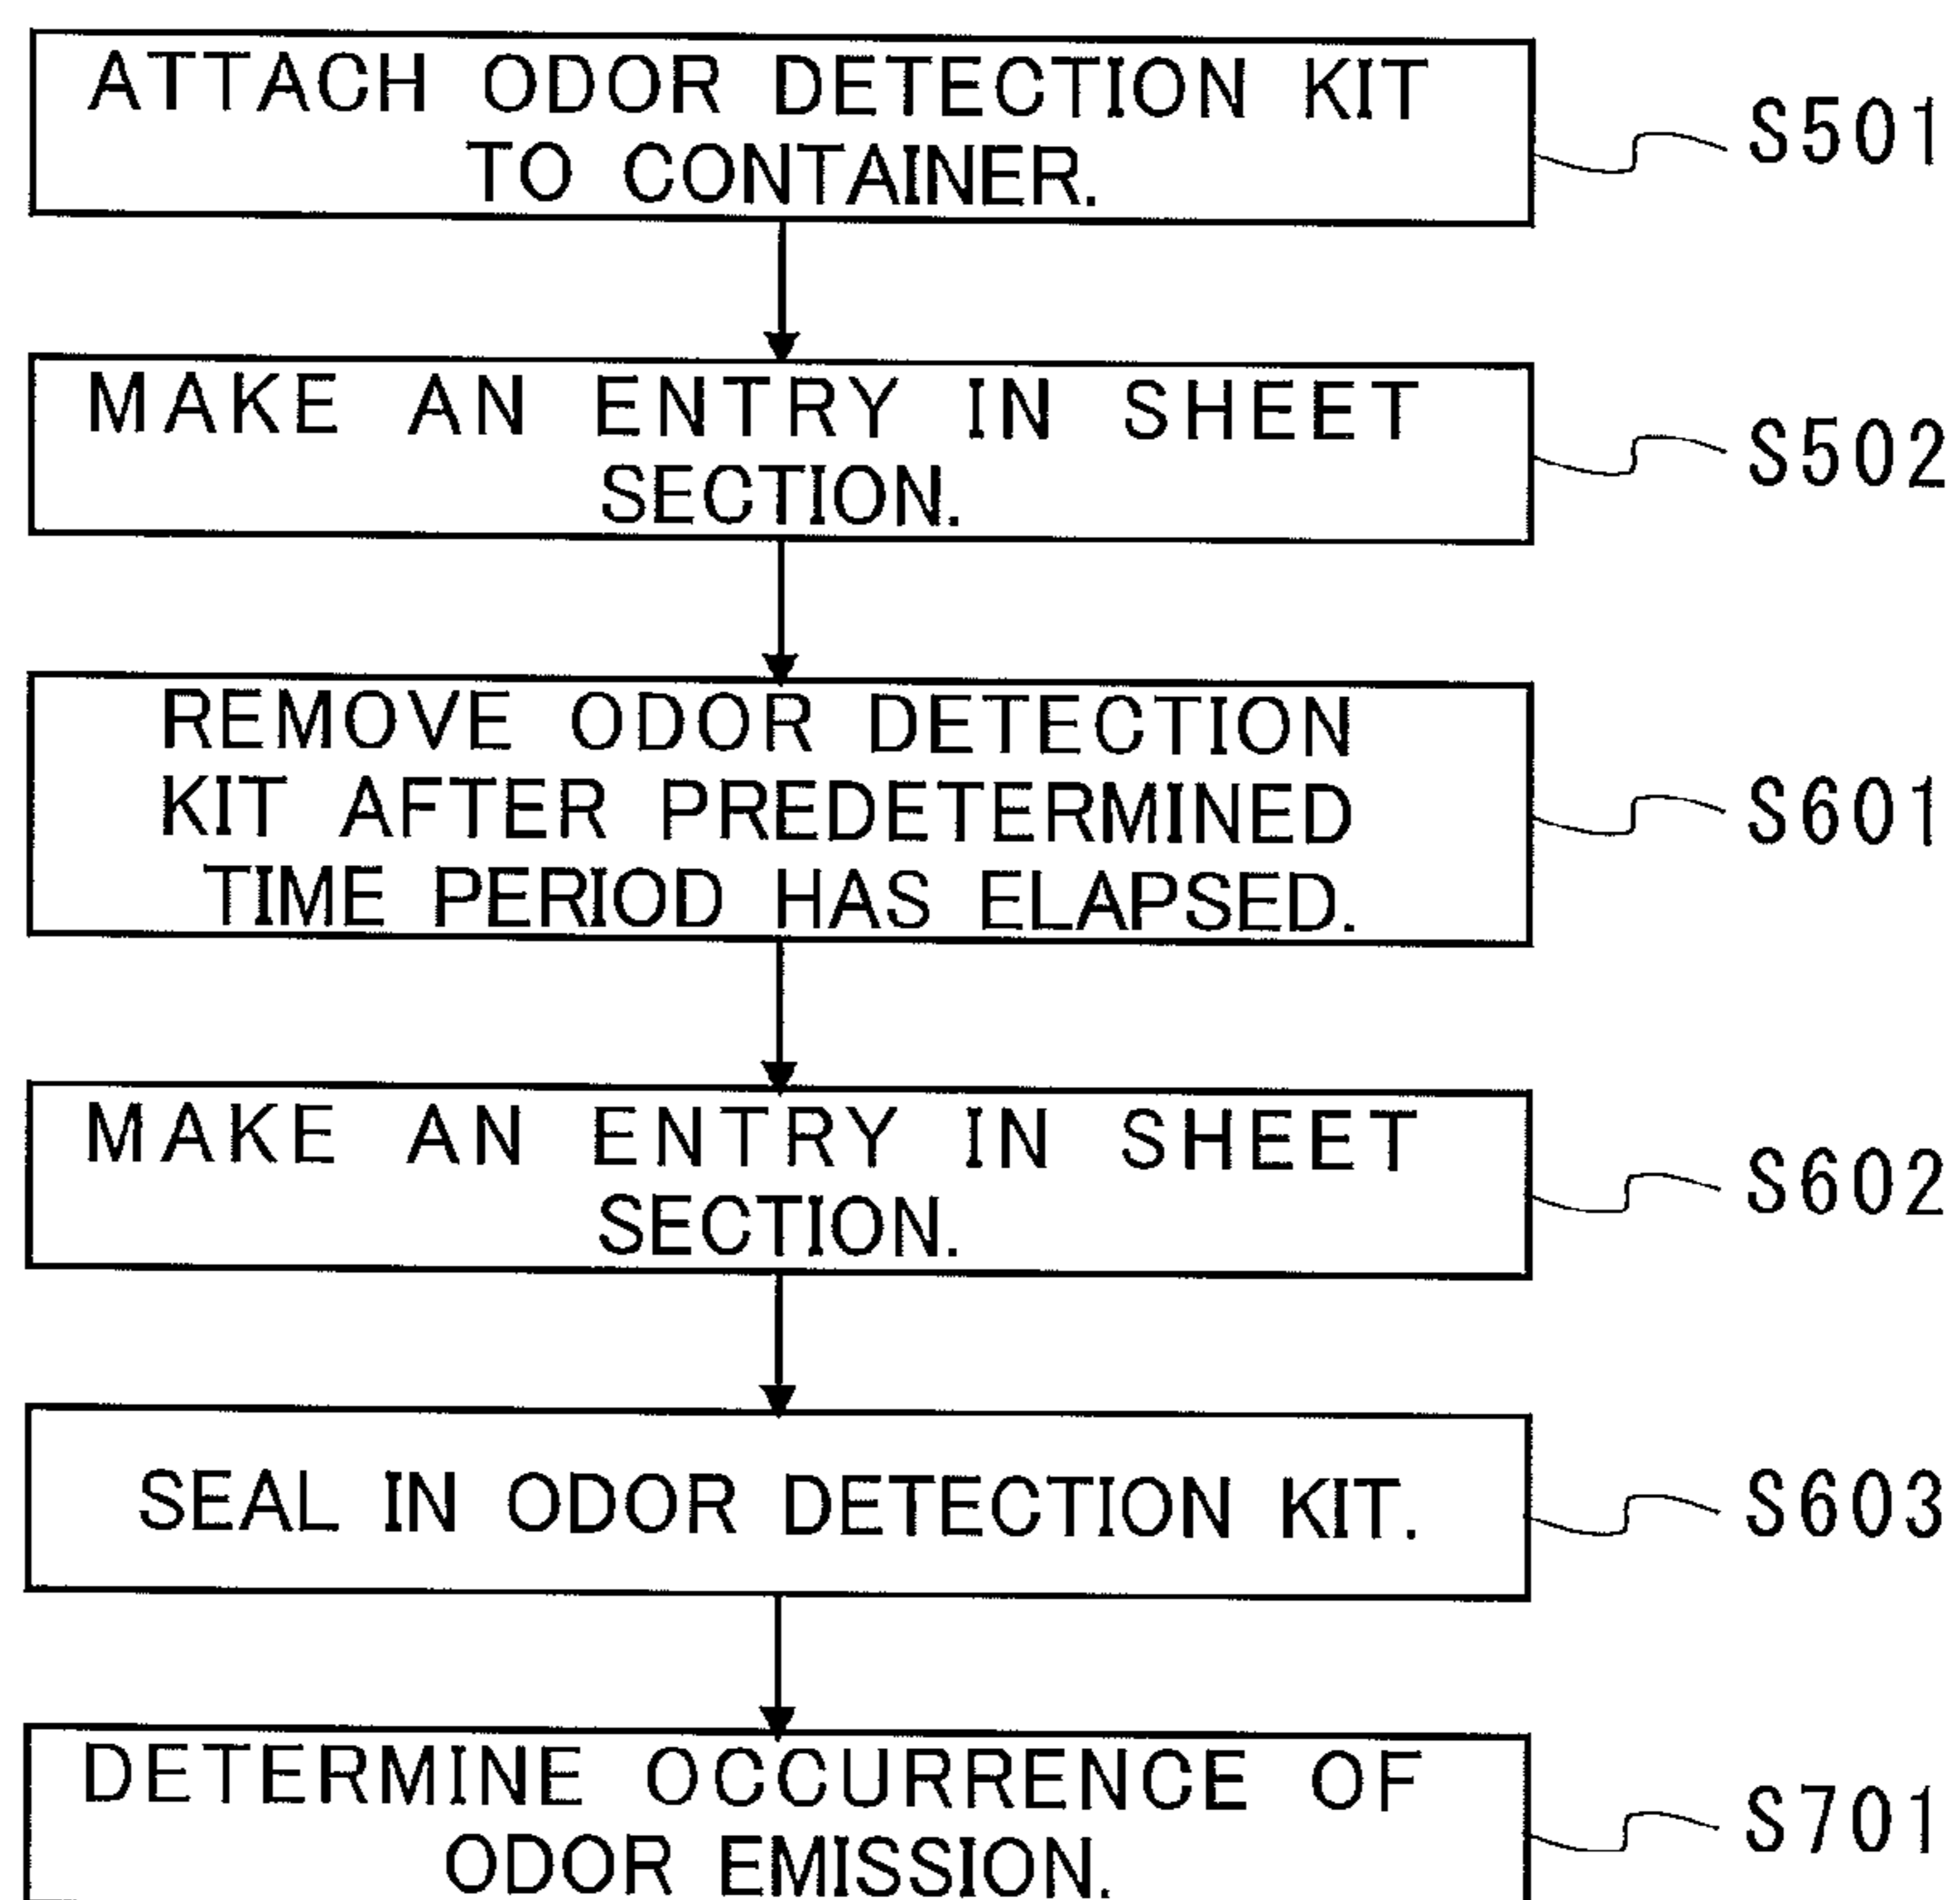 ATTACH ODOR DETECTION KIT
TO CONTAINER.
S501
MAKE AN ENTRY IN SHEET
SECTION.
S502
REMOVE ODOR DETECTION
KIT AFTER PREDETERMINED
TIME PERIOD HAS ELAPSED.
S601
MAKE AN ENTRY IN SHEET
SECTION.
S602
SEAL IN ODOR DETECTION KIT.
S603
DETERMINE OCCURRENCE OF
ODOR EMISSION.
S701